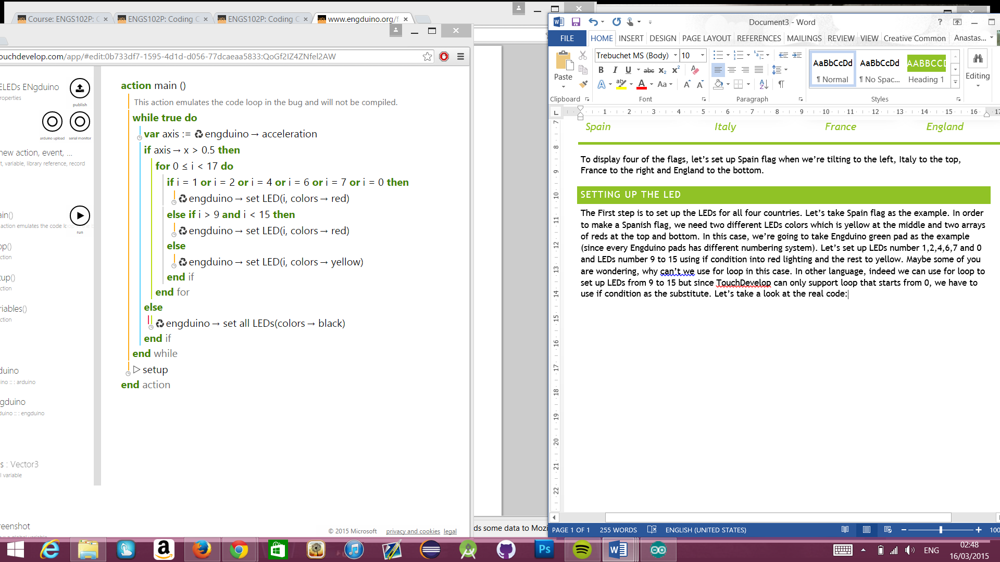 Course: ENGS102P: C
ENGS102P: Coding C
ENGS102P: Coding C
www.engduino.org/f
ouchdevelop.com/app/#edit:0b733df7-1595-4d1d-d056-77dcaeaa5833:QoGf2IZ4ZNfel2AW
ELEDs ENgduino
roperties
publish
arduino upload
serial monitor
new action, event, ...
t, variable, library reference, record
ain()
action emulates the code lo
run
op()
ction
tup()
ction
riables()
ction
duino
ino :: : arduino
gduino
duino :: : engduino
s : Vector3
l variable
reenshot
action main ()
This action emulates the code loop in the bug and will not be compiled.
while true do
var axis := engduino → acceleration
if axis → x > 0.5 then
for 0 ≤ i < 17 do
if i = 1 or i = 2 or i = 4 or i = 6 or i = 7 or i = 0 then
engduino → set LED(i, colors → red)
else if i > 9 and i < 15 then
engduino → set LED(i, colors → red)
else
engduino → set LED(i, colors → yellow)
end if
end for
else
engduino → set all LEDs(colors → black)
end if
end while
setup
end action
© 2015 Microsoft privacy and cookies legal
ds some data to Mozi
Document3 - Word
FILE HOME INSERT DESIGN PAGE LAYOUT REFERENCES MAILINGS REVIEW VIEW Creative Common Anastas...
Paste
Clipboard
Trebuchet MS (Body) 10
B I U abc x₂ x²
A A Aa A A
Font
Paragraph
AaBbCcDd AaBbCcDd AABBCCD
¶ Normal ¶ No Spac... Heading 1
Styles
Editing
1 2 3 4 5 6 7 8 9 10 11 12 13 14 15 16 17
7
8
9
10
11
12
13
14
15
16
17
18
19
20
21
22
Spain Italy France England
To display four of the flags, let's set up Spain flag when we're tilting to the left, Italy to the top,
France to the right and England to the bottom.
SETTING UP THE LED
The First step is to set up the LEDs for all four countries. Let's take Spain flag as the example. In order
to make a Spanish flag, we need two different LEDs colors which is yellow at the middle and two arrays
of reds at the top and bottom. In this case, we're going to take Engduino green pad as the example
(since every Engduino pads has different numbering system). Let's set up LEDs number 1,2,4,6,7 and 0
and LEDs number 9 to 15 using if condition into red lighting and the rest to yellow. Maybe some of you
are wondering, why can't we use for loop in this case. In other language, indeed we can use for loop to
set up LEDs from 9 to 15 but since TouchDevelop can only support loop that starts from 0, we have to
use if condition as the substitute. Let's take a look at the real code:
PAGE 1 OF 1 255 WORDS ENGLISH (UNITED STATES) 100
Ps
ENG
02:48
16/03/2015